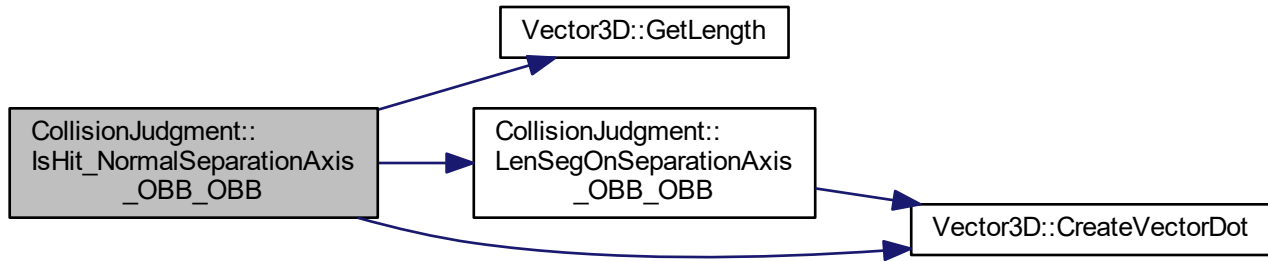 Vector3D::GetLength
CollisionJudgment::
IsHit_NormalSeparationAxis
_OBB_OBB
CollisionJudgment::
LenSegOnSeparationAxis
_OBB_OBB
Vector3D::CreateVectorDot